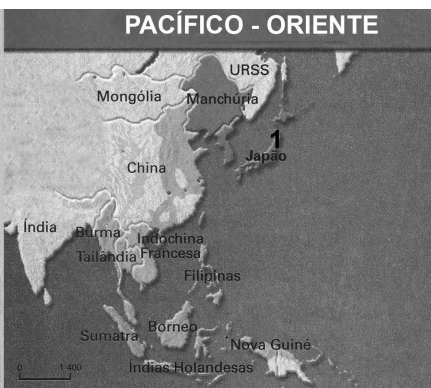 PACÍFICO - ORIENTE
URSS
Mongólia
Manchúria
1
Japão
China
Índia
Burma
Indochina
Francesa
Tailândia
Filipinas
Sumatra
Borneo
Nova Guiné
Índias Holandesas
0 1 400